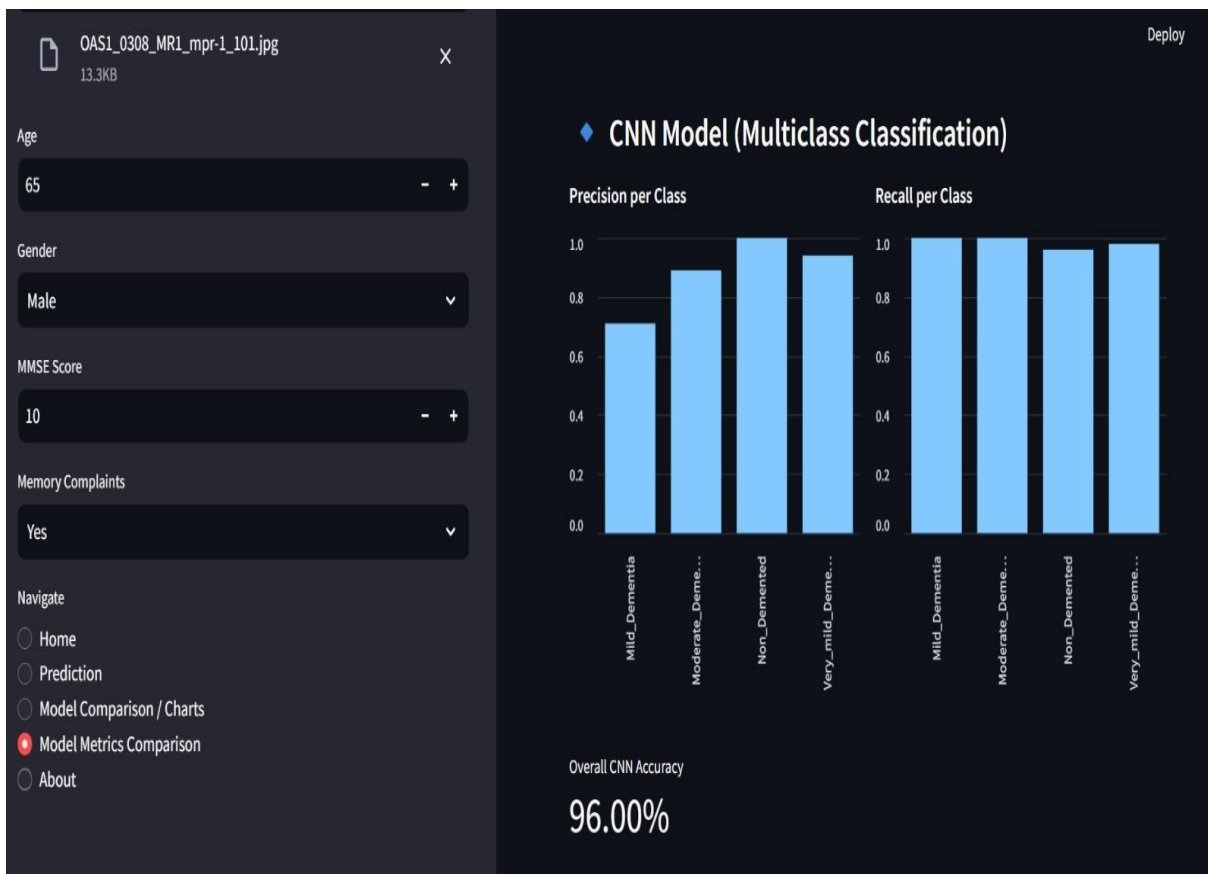 OAS1_0308_MR1_mpr-1_101.jpg
X
13.3KB
Age
65
- +
Gender
Male
MMSE Score
10
- +
Memory Complaints
Yes
Navigate
Home
Prediction
Model Comparison / Charts
Model Metrics Comparison
About
Deploy
CNN Model (Multiclass Classification)
Precision per Class
1.0
0.8
0.6
0.4
0.2
0.0
Mild_Dementia
Moderate_Deme...
Non_Demented
Very_mild_Deme...
Recall per Class
1.0
0.8
0.6
0.4
0.2
0.0
Mild_Dementia
Moderate_Deme...
Non_Demented
Very_mild_Deme...
Overall CNN Accuracy
96.00%